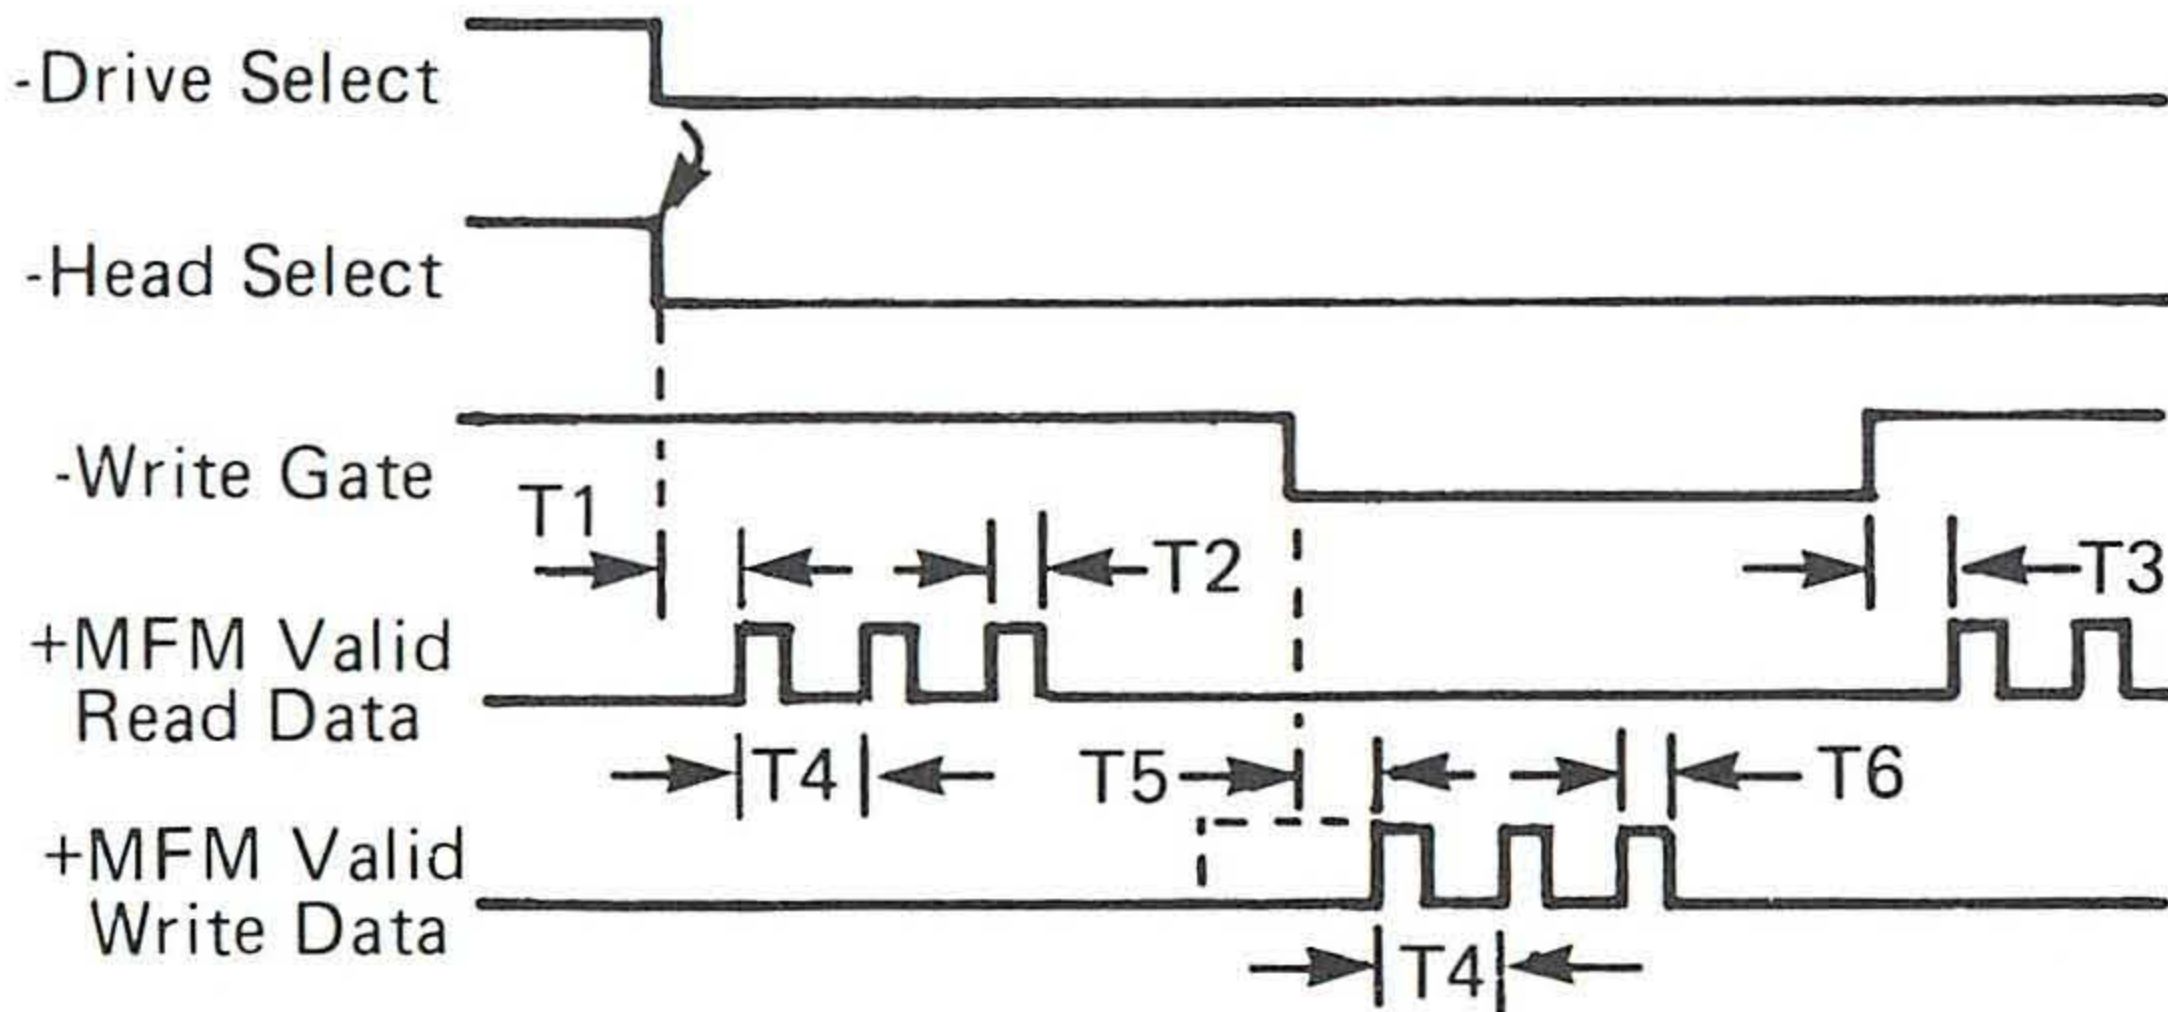 -Drive Select
-Head Select
-Write Gate
T1
T2
T3
+MFM Valid
Read Data
T4
T5
T6
+MFM Valid
Write Data
T4